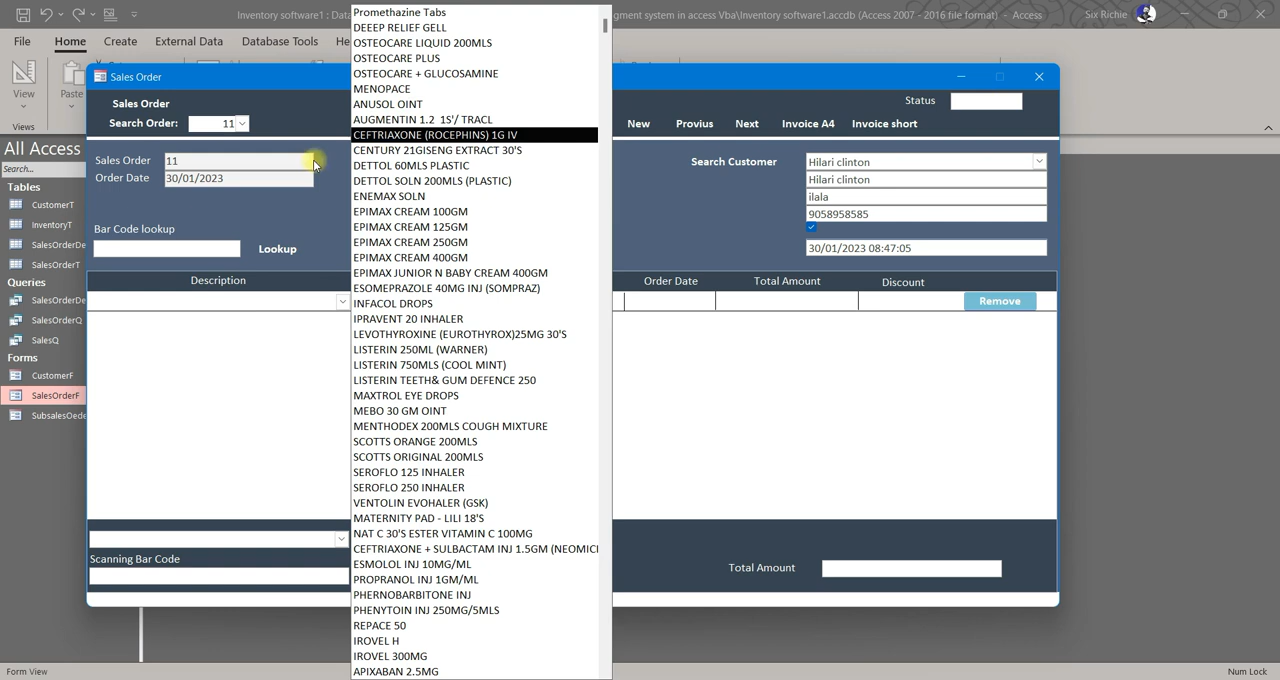 Inventory software1 : Data
gment system in access Vba\Inventory software1.accdb (Access 2007 - 2016 file format) - Access
Six Richie
File
Home
Create
External Data
Database Tools
He
View
Paste
Views
Sales Order
Sales Order
Search Order:
11
Status
New
Provius
Next
Invoice A4
Invoice short
All Access
Search...
Tables
CustomerT
InventoryT
SalesOrderDe
SalesOrderT
Queries
SalesOrderDe
SalesOrderQ
SalesQ
Forms
CustomerF
SalesOrderF
SubsalesOede
Sales Order
11
Order Date
30/01/2023
Bar Code lookup
Lookup
Search Customer
Hilari clinton
Hilari clinton
ilala
9058958585
30/01/2023 08:47:05
Description
Order Date
Total Amount
Discount
Remove
Promethazine Tabs
DEEEP RELIEF GELL
OSTEOCARE LIQUID 200MLS
OSTEOCARE PLUS
OSTEOCARE + GLUCOSAMINE
MENOPACE
ANUSOL OINT
AUGMENTIN 1.2 1S'/ TRACL
CEFTRIAXONE (ROCEPHINS) 1G IV
CENTURY 21GISENG EXTRACT 30'S
DETTOL 60MLS PLASTIC
DETTOL SOLN 200MLS (PLASTIC)
ENEMAX SOLN
EPIMAX CREAM 100GM
EPIMAX CREAM 125GM
EPIMAX CREAM 250GM
EPIMAX CREAM 400GM
EPIMAX JUNIOR N BABY CREAM 400GM
ESOMEPRAZOLE 40MG INJ (SOMPRAZ)
INFACOL DROPS
IPRAVENT 20 INHALER
LEVOTHYROXINE (EUROTHYROX)25MG 30'S
LISTERIN 250ML (WARNER)
LISTERIN 750MLS (COOL MINT)
LISTERIN TEETH& GUM DEFENCE 250
MAXTROL EYE DROPS
MEBO 30 GM OINT
MENTHODEX 200MLS COUGH MIXTURE
SCOTTS ORANGE 200MLS
SCOTTS ORIGINAL 200MLS
SEROFLO 125 INHALER
SEROFLO 250 INHALER
VENTOLIN EVOHALER (GSK)
MATERNITY PAD - LILI 18'S
NAT C 30'S ESTER VITAMIN C 100MG
CEFTRIAXONE + SULBACTAM INJ 1.5GM (NEOMICI
ESMOLOL INJ 10MG/ML
PROPRANOL INJ 1GM/ML
PHERNOBARBITONE INJ
PHENYTOIN INJ 250MG/5MLS
REPACE 50
IROVEL H
IROVEL 300MG
APIXABAN 2.5MG
Scanning Bar Code
Total Amount
Form View
Num Lock